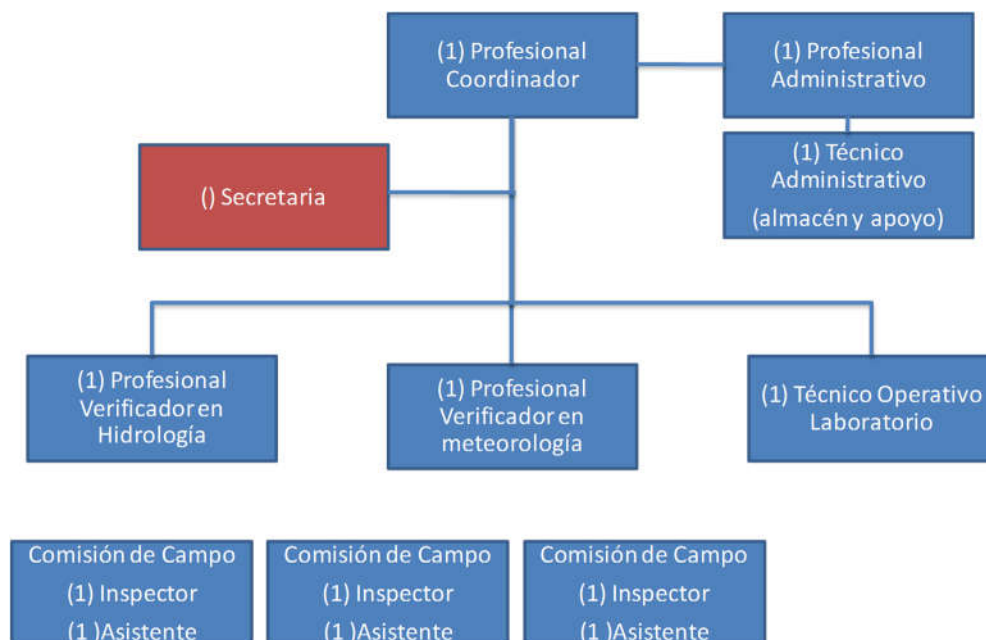 (1) Profesional
Coordinador
(1) Profesional
Administrativo
(1) Técnico
Administrativo
(almacén y apoyo)
() Secretaria
(1) Profesional
Verificador en
Hidrología
(1) Profesional
Verificador en
meteorología
(1) Técnico Operativo
Laboratorio
Comisión de Campo
(1) Inspector
(1 )Asistente
Comisión de Campo
(1) Inspector
(1 )Asistente
Comisión de Campo
(1) Inspector
(1 )Asistente